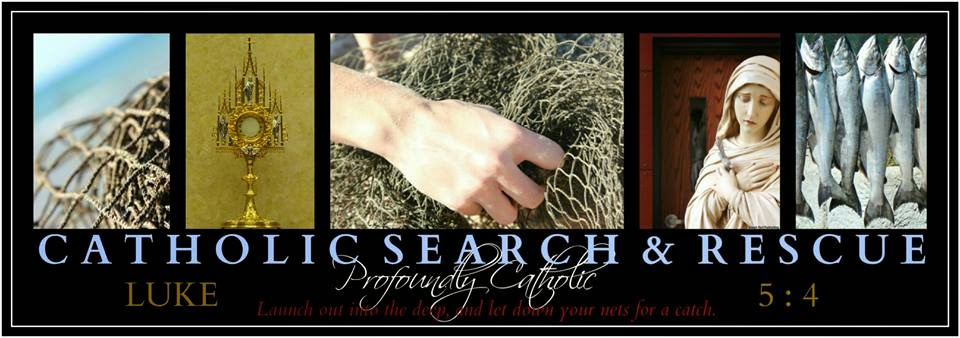 CATHOLIC SEARCH & RESCUE
Profoundly Catholic
LUKE 5:4
Launch out into the deep, and let down your nets for a catch.